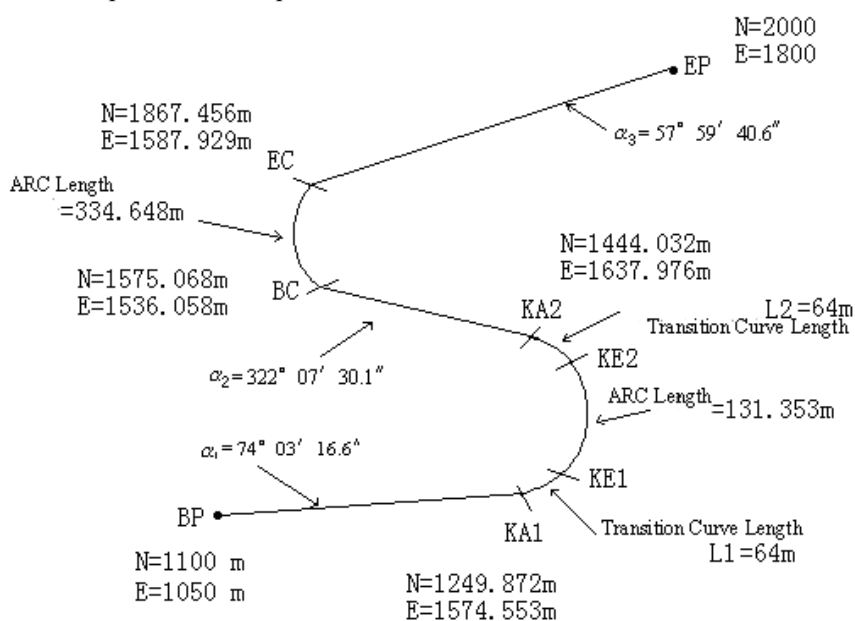 N=2000
E=1800
EP
N=1867.456m
E=1587.929m
α₃=57° 59′ 40.6″
EC
ARC Length
=334.648m
N=1444.032m
E=1637.976m
N=1575.068m
E=1536.058m
BC
KA2
L2=64m
Transition Curve Length
KE2
α₂=322° 07′ 30.1″
ARC Length
=131.353m
α₁=74° 03′ 16.6″
KE1
BP
KA1
Transition Curve Length
L1=64m
N=1100 m
E=1050 m
N=1249.872m
E=1574.553m